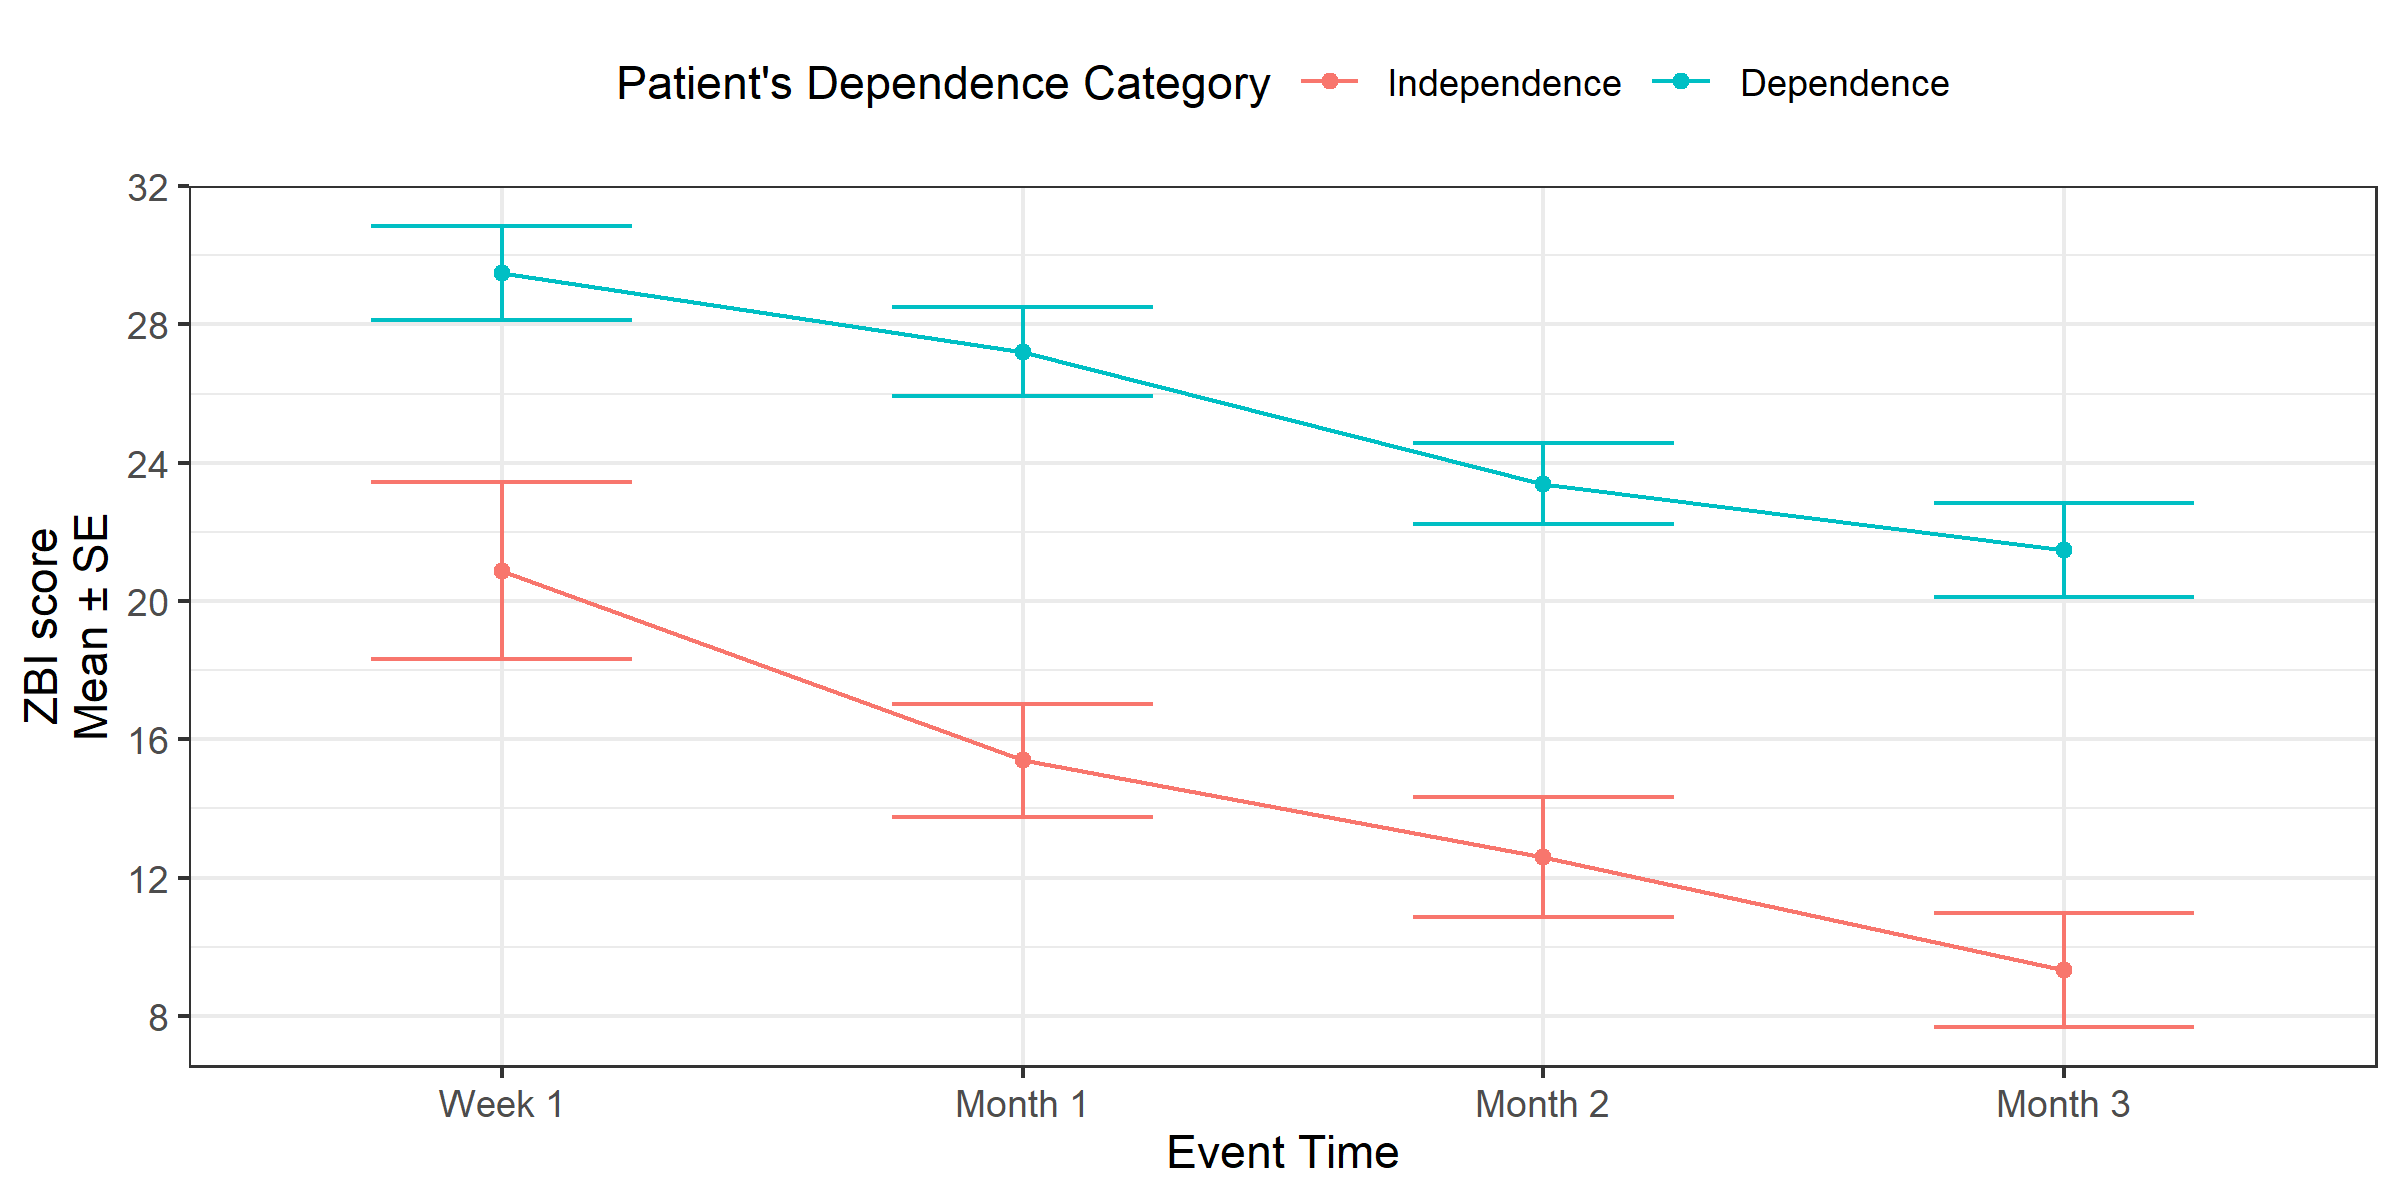 Patient's Dependence Category Independence Dependence
32
28
24
20
16
12
8
ZBI score
Mean ± SE
Week 1 Month 1 Month 2 Month 3
Event Time